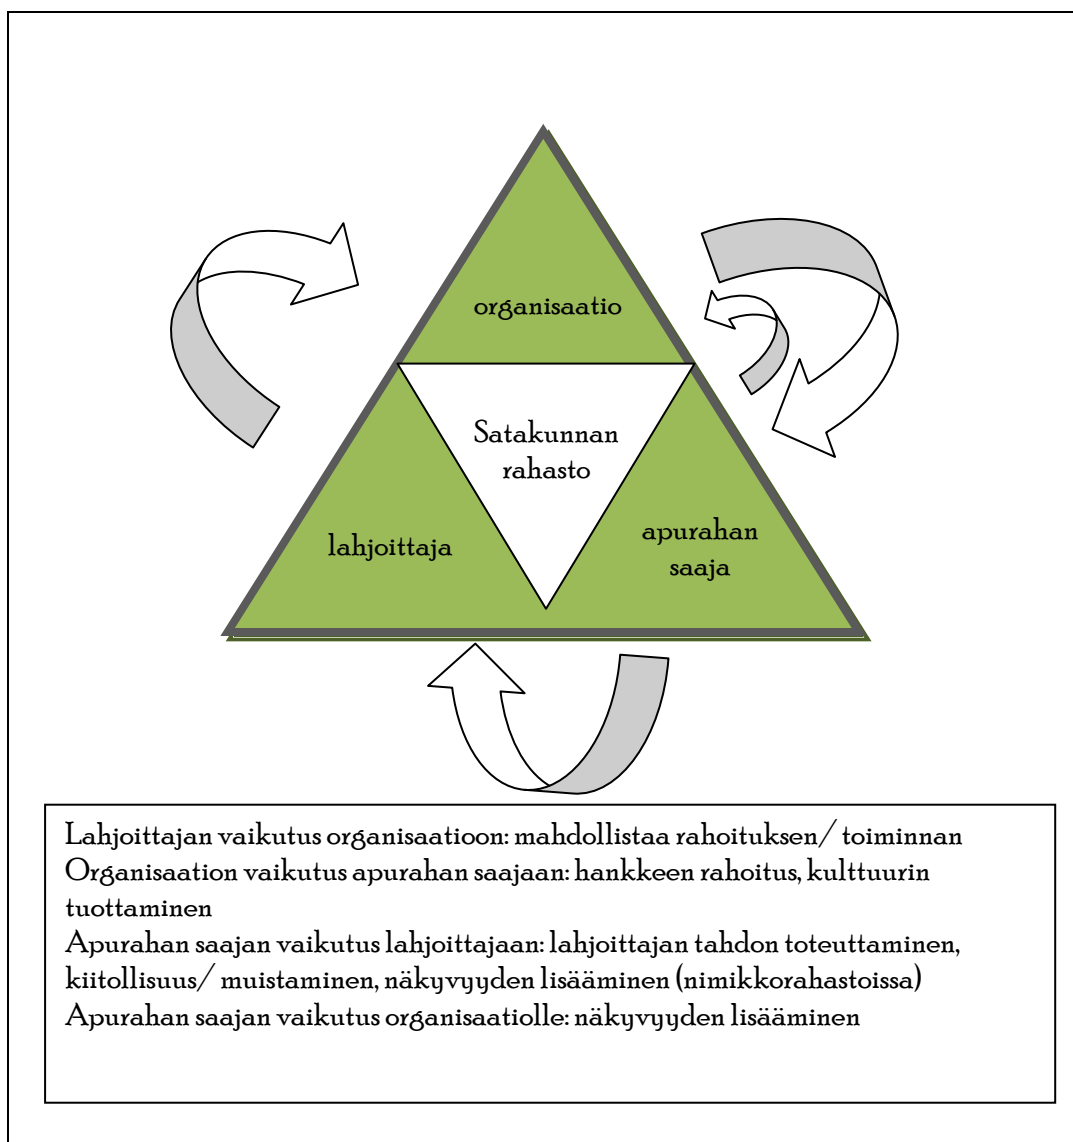 organisaatio
Satakunnan
rahasto
lahjoittaja
apurahan
saaja
Lahjoittajan vaikutus organisaatioon: mahdollistaa rahoituksen/ toiminnan
Organisaation vaikutus apurahan saajaan: hankkeen rahoitus, kulttuurin
tuottaminen
Apurahan saajan vaikutus lahjoittajaan: lahjoittajan tahdon toteuttaminen,
kiitollisuus/ muistaminen, näkyvyyden lisääminen (nimikkorahastoissa)
Apurahan saajan vaikutus organisaatiolle: näkyvyyden lisääminen